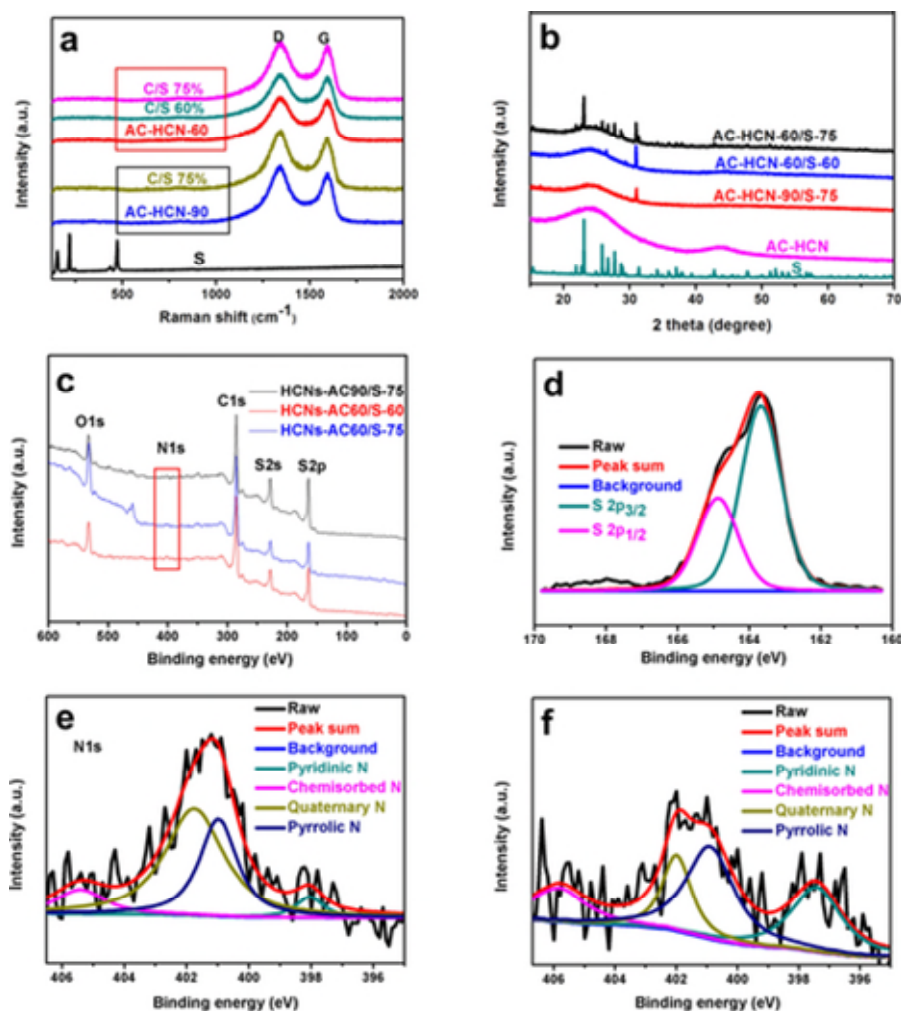 a
D
G
C/S 75%
C/S 60%
AC-HCN-60
C/S 75%
AC-HCN-90
S
500
1000
1500
2000
Raman shift (cm-1)
Intensity (a.u.)
b
AC-HCN-60/S-75
AC-HCN-60/S-60
AC-HCN-90/S-75
AC-HCN
S
20
30
40
50
60
70
2 theta (degree)
Intensity (a.u)
c
HCNs-AC90/S-75
HCNs-AC60/S-60
HCNs-AC60/S-75
O1s
N1s
C1s
S2s
S2p
600
500
400
300
200
100
0
Binding energy (eV)
Intensity (a.u.)
d
Raw
Peak sum
Background
S 2p3/2
S 2p1/2
170
168
166
164
162
160
Binding energy (eV)
Intensity (a.u.)
e
N1s
Raw
Peak sum
Background
Pyridinic N
Chemisorbed N
Quaternary N
Pyrrolic N
406
404
402
400
398
396
Binding energy (eV)
Intensity (a.u.)
f
Raw
Peak sum
Background
Pyridinic N
Chemisorbed N
Quaternary N
Pyrrolic N
406
404
402
400
398
396
Binding energy (eV)
Intensity (a.u.)